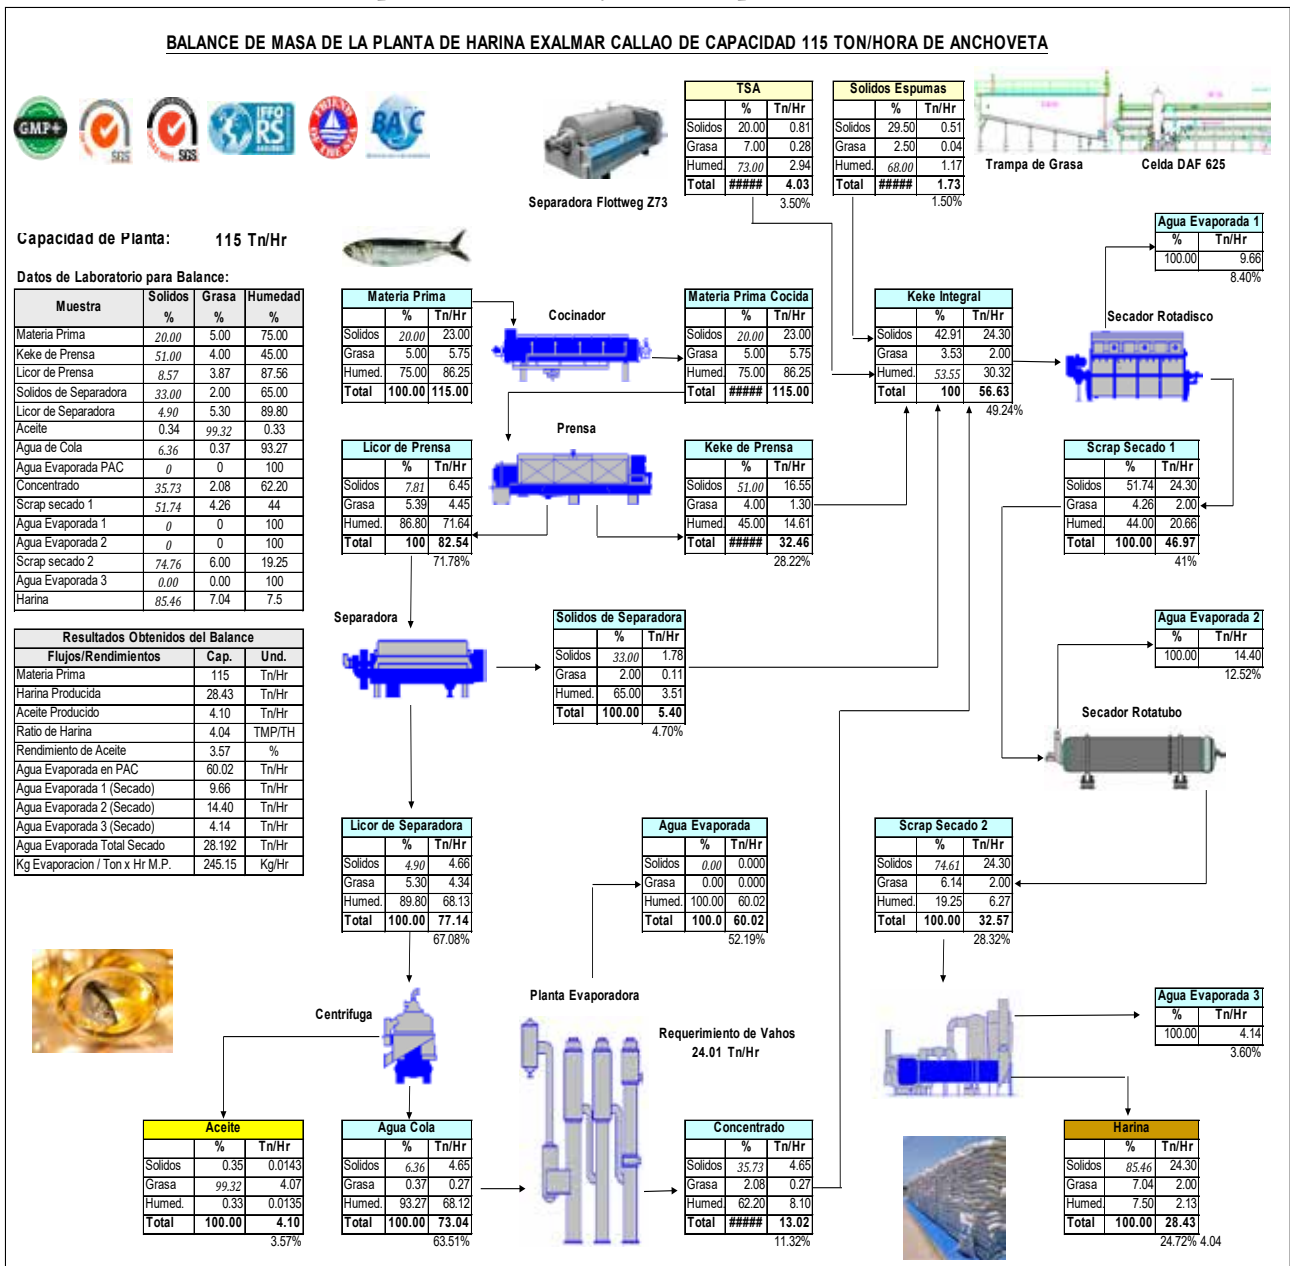 BALANCE DE MASA DE LA PLANTA DE HARINA EXALMAR CALLAO DE CAPACIDAD 115 TON/HORA DE ANCHOVETA
GMP+
SGS
SGS
IFFO
RS
FRIEND
OF THE SEA
BASC
Separadora Flottweg Z73
TSA
% Tn/Hr
Solidos 20.00 0.81
Grasa 7.00 0.28
Humed. 73.00 2.94
Total ##### 4.03
3.50%
Solidos Espumas
% Tn/Hr
Solidos 29.50 0.51
Grasa 2.50 0.04
Humed. 68.00 1.17
Total ##### 1.73
1.50%
Trampa de Grasa
Celda DAF 625
Capacidad de Planta: 115 Tn/Hr
Datos de Laboratorio para Balance:
Muestra Solidos Grasa Humedad
% % %
Materia Prima 20.00 5.00 75.00
Keke de Prensa 51.00 4.00 45.00
Licor de Prensa 8.57 3.87 87.56
Solidos de Separadora 33.00 2.00 65.00
Licor de Separadora 4.90 5.30 89.80
Aceite 0.34 99.32 0.33
Agua de Cola 6.36 0.37 93.27
Agua Evaporada PAC 0 0 100
Concentrado 35.73 2.08 62.20
Scrap secado 1 51.74 4.26 44
Agua Evaporada 1 0 0 100
Agua Evaporada 2 0 0 100
Scrap secado 2 74.76 6.00 19.25
Agua Evaporada 3 0.00 0.00 100
Harina 85.46 7.04 7.5
Resultados Obtenidos del Balance
Flujos/Rendimientos Cap. Und.
Materia Prima 115 Tn/Hr
Harina Producida 28.43 Tn/Hr
Aceite Producido 4.10 Tn/Hr
Ratio de Harina 4.04 TMP/TH
Rendimiento de Aceite 3.57 %
Agua Evaporada en PAC 60.02 Tn/Hr
Agua Evaporada 1 (Secado) 9.66 Tn/Hr
Agua Evaporada 2 (Secado) 14.40 Tn/Hr
Agua Evaporada 3 (Secado) 4.14 Tn/Hr
Agua Evaporada Total Secado 28.192 Tn/Hr
Kg Evaporacion / Ton x Hr M.P. 245.15 Kg/Hr
Materia Prima
% Tn/Hr
Solidos 20.00 23.00
Grasa 5.00 5.75
Humed. 75.00 86.25
Total 100.00 115.00
Cocinador
Materia Prima Cocida
% Tn/Hr
Solidos 20.00 23.00
Grasa 5.00 5.75
Humed. 75.00 86.25
Total ##### 115.00
Keke Integral
% Tn/Hr
Solidos 42.91 24.30
Grasa 3.53 2.00
Humed. 53.55 30.32
Total 100 56.63
49.24%
Agua Evaporada 1
% Tn/Hr
100.00 9.66
8.40%
Secador Rotadisco
Licor de Prensa
% Tn/Hr
Solidos 7.81 6.45
Grasa 5.39 4.45
Humed. 86.80 71.64
Total 100 82.54
71.78%
Prensa
Keke de Prensa
% Tn/Hr
Solidos 51.00 16.55
Grasa 4.00 1.30
Humed. 45.00 14.61
Total ##### 32.46
28.22%
Scrap Secado 1
% Tn/Hr
Solidos 51.74 24.30
Grasa 4.26 2.00
Humed. 44.00 20.66
Total 100.00 46.97
41%
Separadora
Solidos de Separadora
% Tn/Hr
Solidos 33.00 1.78
Grasa 2.00 0.11
Humed. 65.00 3.51
Total 100.00 5.40
4.70%
Agua Evaporada 2
% Tn/Hr
100.00 14.40
12.52%
Secador Rotatubo
Licor de Separadora
% Tn/Hr
Solidos 4.90 4.66
Grasa 5.30 4.34
Humed. 89.80 68.13
Total 100.00 77.14
67.08%
Agua Evaporada
% Tn/Hr
Solidos 0.00 0.000
Grasa 0.00 0.000
Humed. 100.00 60.02
Total 100.0 60.02
52.19%
Scrap Secado 2
% Tn/Hr
Solidos 74.61 24.30
Grasa 6.14 2.00
Humed. 19.25 6.27
Total 100.00 32.57
28.32%
Centrifuga
Planta Evaporadora
Requerimiento de Vahos
24.01 Tn/Hr
Agua Evaporada 3
% Tn/Hr
100.00 4.14
3.60%
Aceite
% Tn/Hr
Solidos 0.35 0.0143
Grasa 99.32 4.07
Humed. 0.33 0.0135
Total 100.00 4.10
3.57%
Agua Cola
% Tn/Hr
Solidos 6.36 4.65
Grasa 0.37 0.27
Humed. 93.27 68.12
Total 100.00 73.04
63.51%
Concentrado
% Tn/Hr
Solidos 35.73 4.65
Grasa 2.08 0.27
Humed. 62.20 8.10
Total ##### 13.02
11.32%
Harina
% Tn/Hr
Solidos 85.46 24.30
Grasa 7.04 2.00
Humed. 7.50 2.13
Total 100.00 28.43
24.72% 4.04